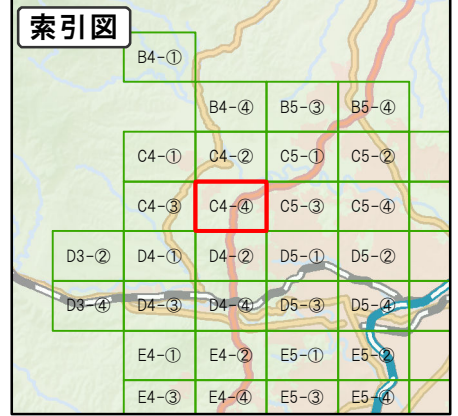 索引図
B4-①
B4-④ B5-③ B5-④
C4-① C4-② C5-① C5-②
C4-③ C4-④ C5-③ C5-④
D3-② D4-① D4-② D5-① D5-②
D3-④ D4-③ D4-④ D5-③ D5-④
E4-① E4-② E5-① E5-②
E4-③ E4-④ E5-③ E5-④